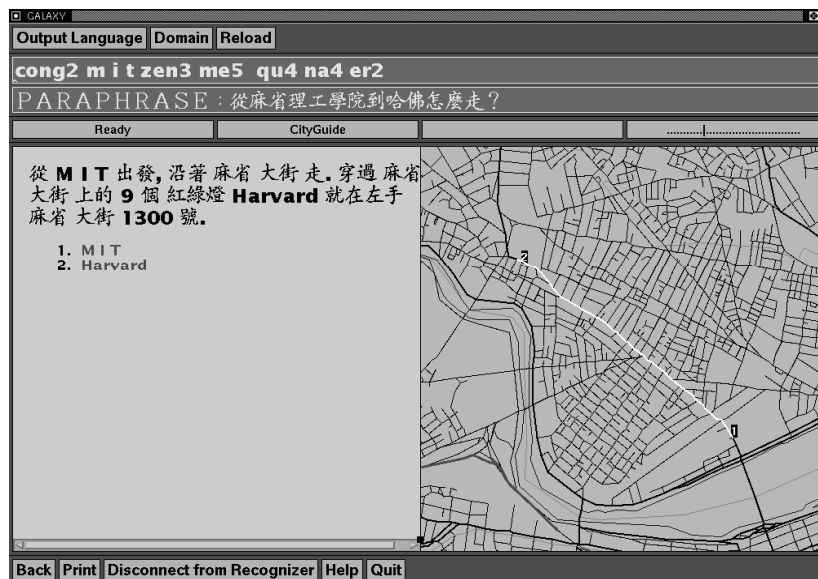 GALAXY
Output Language Domain Reload
cong2 m i t zen3 me5 qu4 na4 er2
PARAPHRASE:從麻省理工學院到哈佛怎麼走?
Ready CityGuide ...........|............................
從 M I T 出發, 沿著 麻省 大街 走. 穿過 麻省
大街 上的 9 個 紅綠燈 Harvard 就在左手
麻省 大街 1300 號.
1. M I T
2. Harvard
2
1
Back Print Disconnect from Recognizer Help Quit